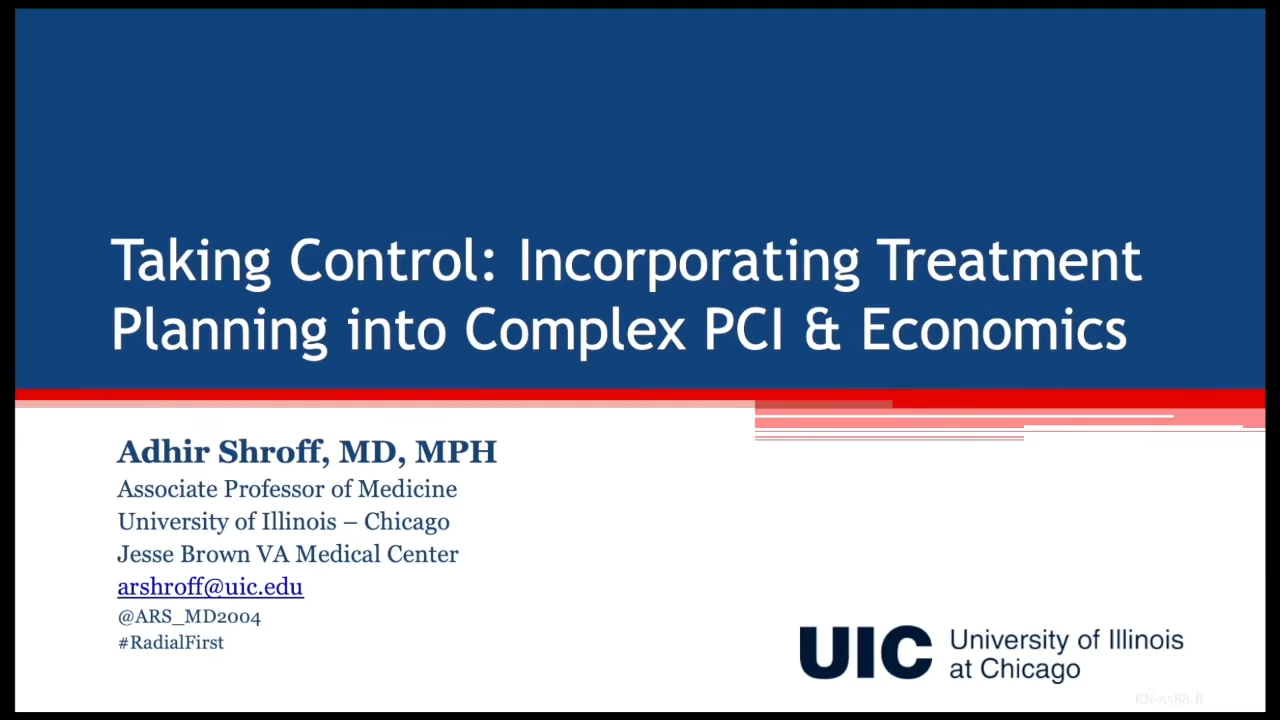 Taking Control: Incorporating Treatment
Planning into Complex PCI & Economics
Adhir Shroff, MD, MPH
Associate Professor of Medicine
University of Illinois – Chicago
Jesse Brown VA Medical Center
arshroff@uic.edu
@ARS_MD2004
#RadialFirst
UIC University of Illinois
at Chicago